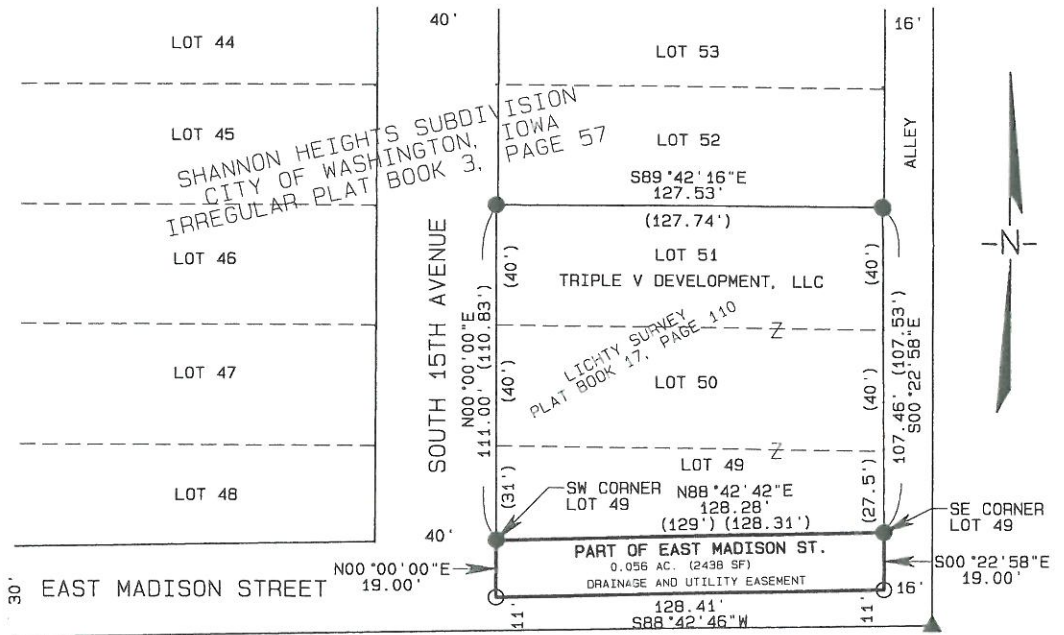 40'
16'
LOT 44
LOT 53
LOT 45
LOT 52
ALLEY
SHANNON HEIGHTS SUBDIVISION
CITY OF WASHINGTON, IOWA
IRREGULAR PLAT BOOK 3, PAGE 57
S89°42'16"E
127.53'
(127.74')
-N-
LOT 46
LOT 51
TRIPLE V DEVELOPMENT, LLC
(40')
(40')
SOUTH 15TH AVENUE
N00°00'00"E
111.00' (110.83')
107.46' (107.53')
S00°22'58"E
Z
LICHTY SURVEY
PLAT BOOK 17, PAGE 110
LOT 47
LOT 50
(40')
(40')
Z
LOT 48
LOT 49
(31')
(27.5')
SW CORNER
LOT 49
N88°42'42"E
128.28'
(129') (128.31')
SE CORNER
LOT 49
40'
PART OF EAST MADISON ST.
0.056 AC. (2438 SF)
DRAINAGE AND UTILITY EASEMENT
N00°00'00"E
19.00'
S00°22'58"E
19.00'
30'
EAST MADISON STREET
16'
11'
128.41'
S88°42'46"W
11'